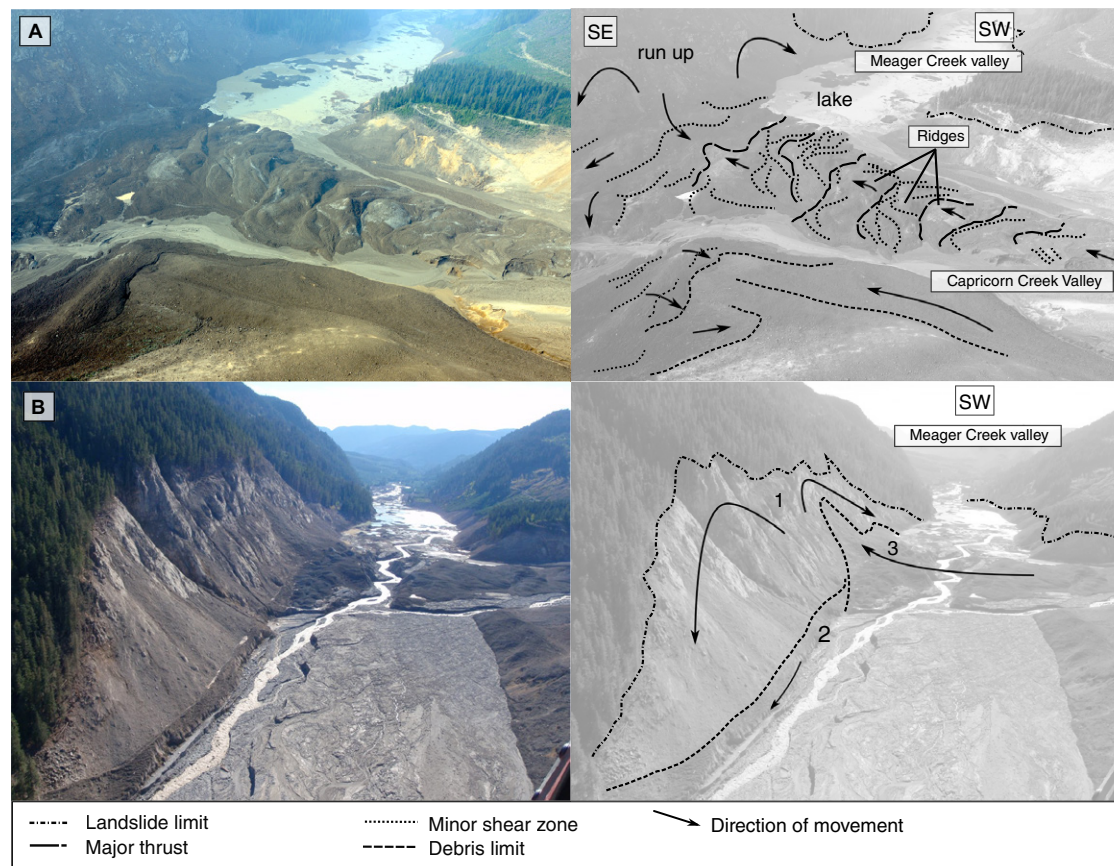 A
SE
SW
run up
Meager Creek valley
lake
Ridges
Capricorn Creek Valley
B
SW
Meager Creek valley
1
3
2
Landslide limit
Minor shear zone
Direction of movement
Major thrust
Debris limit